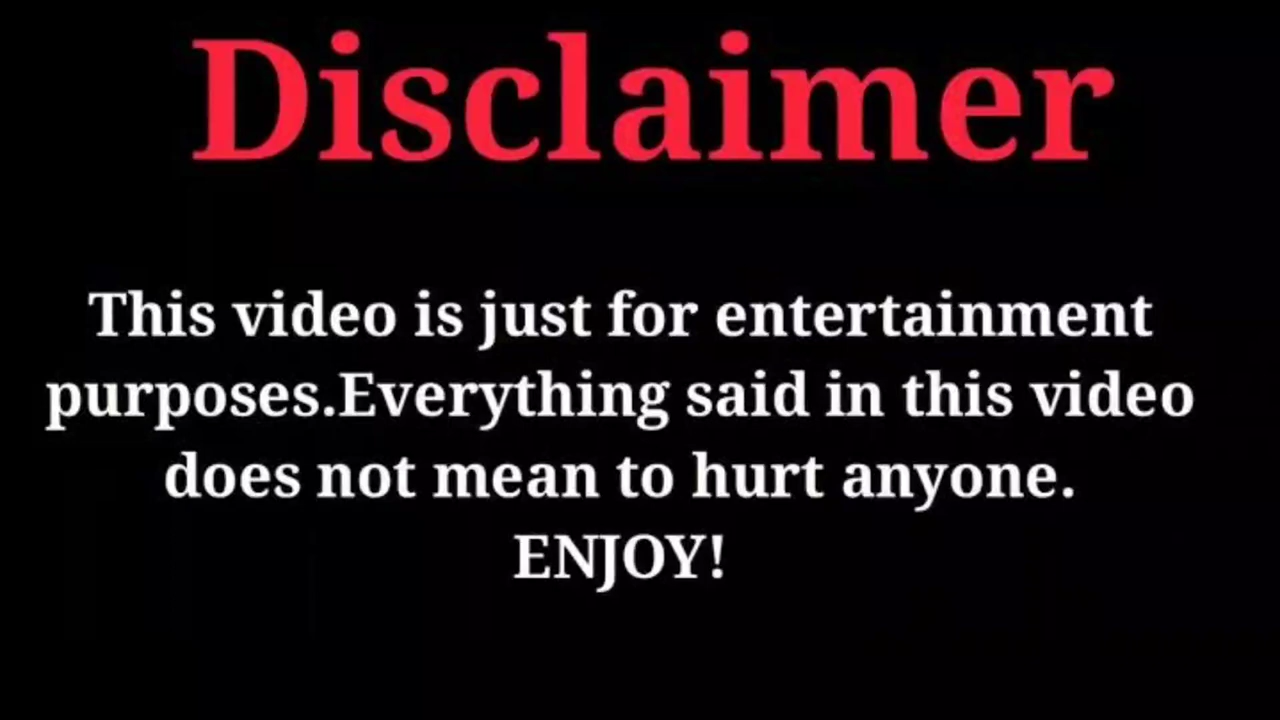 Disclaimer
This video is just for entertainment
purposes.Everything said in this video
does not mean to hurt anyone.
ENJOY!